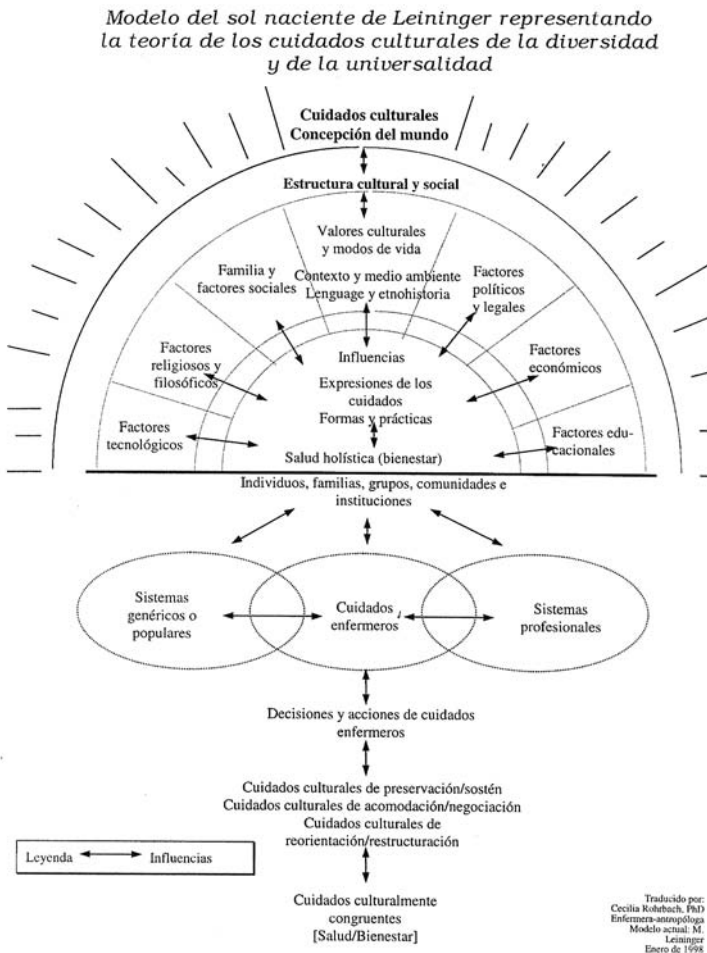 Modelo del sol naciente de Leininger representando
la teoría de los cuidados culturales de la diversidad
y de la universalidad
Cuidados culturales
Concepción del mundo
Estructura cultural y social
Valores culturales
y modos de vida
Familia y
factores sociales
Contexto y medio ambiente
Lenguage y etnohistoria
Factores
políticos
y legales
Factores
religiosos y
filosóficos
Influencias
Factores
económicos
Expresiones de los
cuidados
Formas y prácticas
Factores
tecnológicos
Factores edu-
cacionales
Salud holística (bienestar)
Individuos, familias, grupos, comunidades e
instituciones
Sistemas
genéricos o
populares
Cuidados
enfermeros
Sistemas
profesionales
Decisiones y acciones de cuidados
enfermeros
Cuidados culturales de preservación/sostén
Cuidados culturales de acomodación/negociación
Cuidados culturales de
reorientación/restructuración
Leyenda Influencias
Cuidados culturalmente
congruentes
[Salud/Bienestar]
Traducido por:
Cecilia Rohrbach, PhD
Enfermera-antropóloga
Modelo actual: M.
Leininger
Enero de 1998